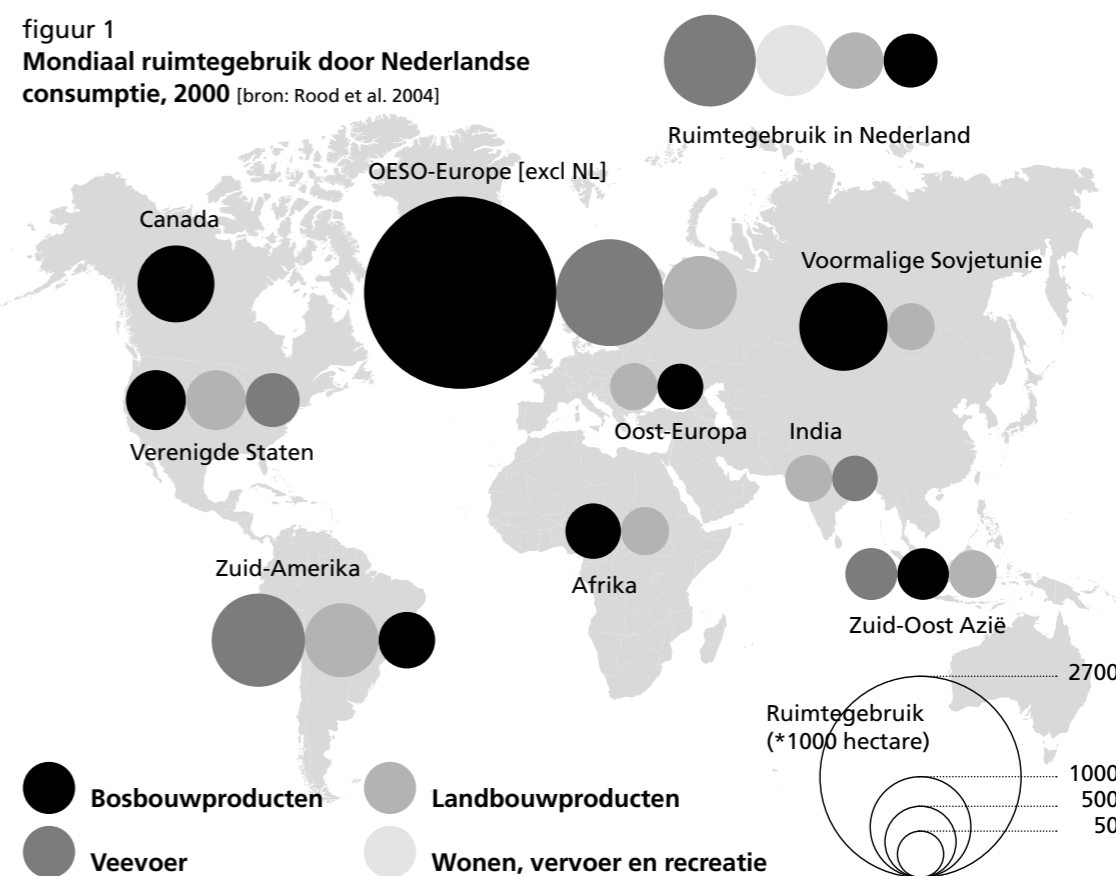 figuur 1
Mondiaal ruimtegebruik door Nederlandse
consumptie, 2000 [bron: Rood et al. 2004]
Ruimtegebruik in Nederland
OESO-Europe [excl NL]
Canada
Voormalige Sovjetunie
Verenigde Staten
Oost-Europa
India
Zuid-Amerika
Afrika
Zuid-Oost Azië
Ruimtegebruik
(*1000 hectare)
2700
1000
500
50
Bosbouwproducten
Landbouwproducten
Veevoer
Wonen, vervoer en recreatie